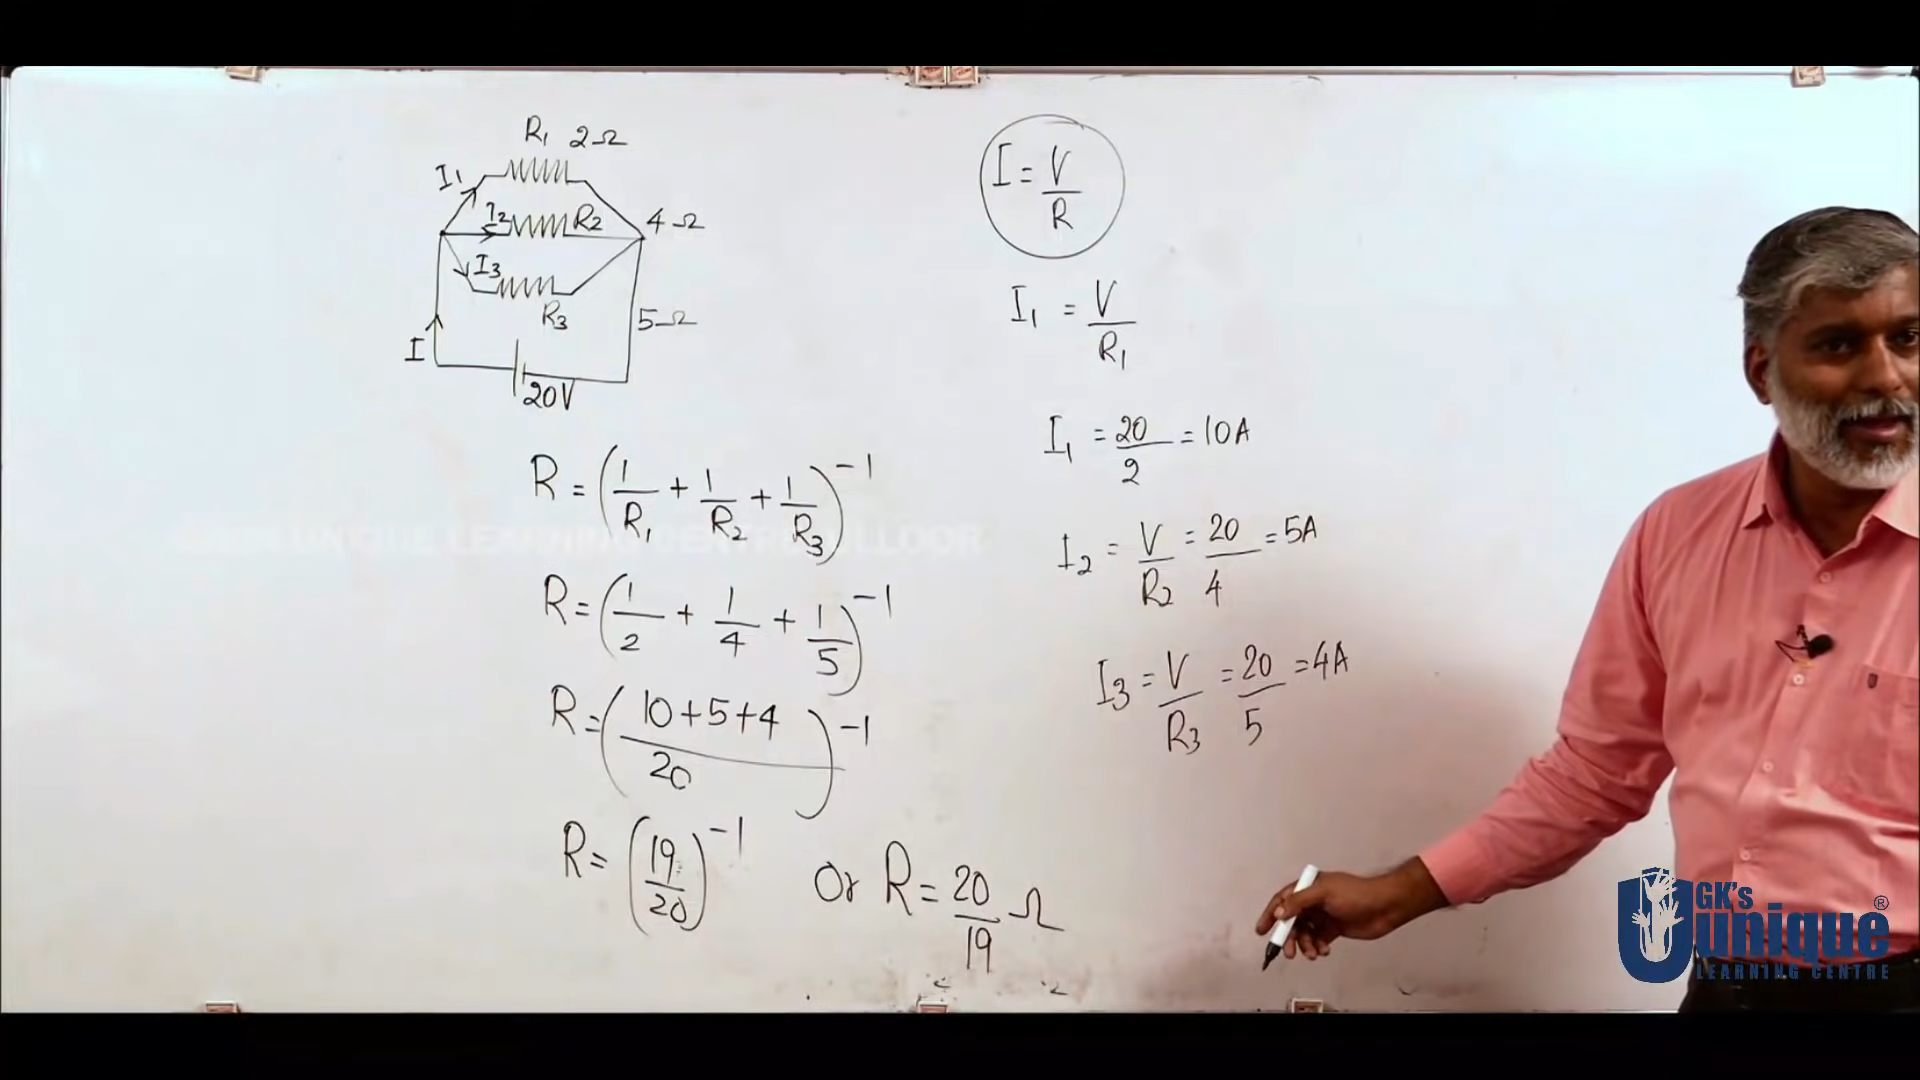 R₁ 2Ω
I₁
I₂ R₂ 4Ω
I₃
R₃ 5Ω
I
20V
R = (1/R₁ + 1/R₂ + 1/R₃)⁻¹
R = (1/2 + 1/4 + 1/5)⁻¹
R = (10+5+4/20)⁻¹
R = (19/20)⁻¹ Or R = 20/19 Ω
I = V/R
I₁ = V/R₁
I₁ = 20/2 = 10A
I₂ = V/R₂ = 20/4 = 5A
I₃ = V/R₃ = 20/5 = 4A
GK's
unique®
LEARNING CENTRE